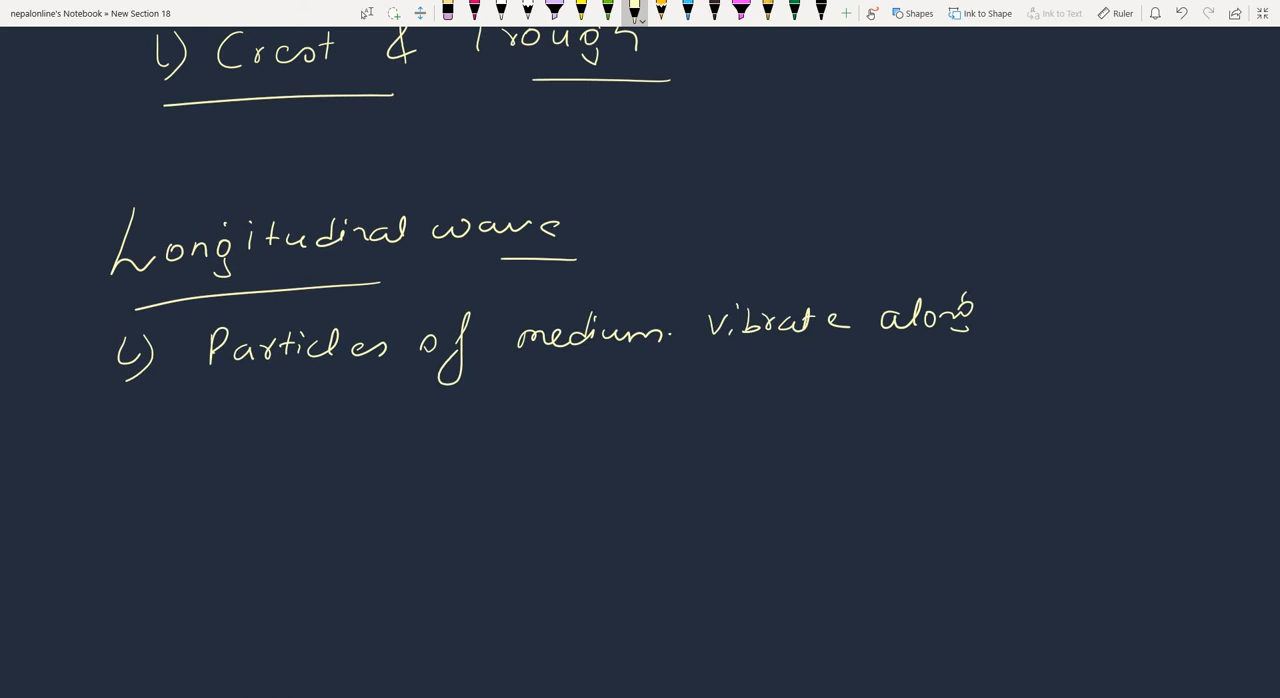 nepalonline's Notebook » New Section 18
Shapes Ink to Shape Ink to Text Ruler
1) Crest & Trough
Longitudinal wave
Particles of medium. vibrate along